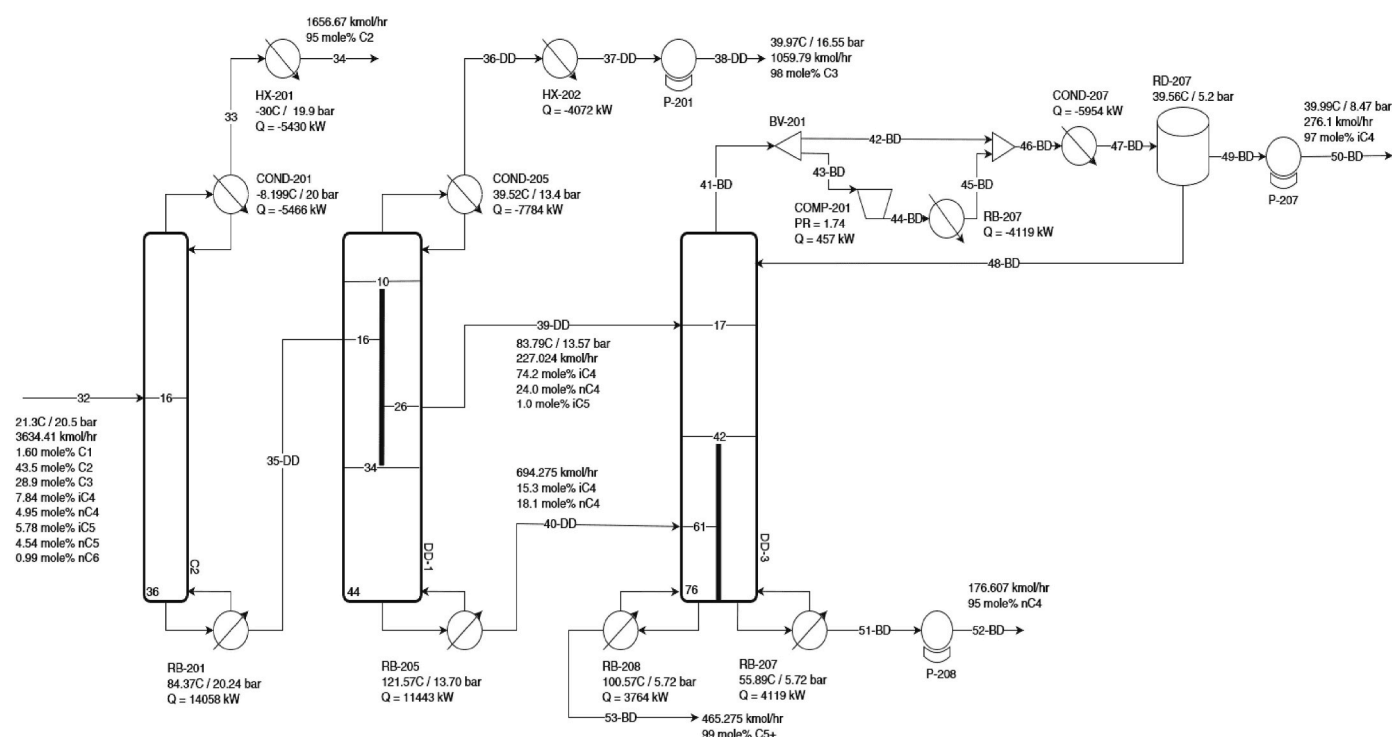 1656.67 kmol/hr
95 mole% C2
34
HX-201
-30C / 19.9 bar
Q = -5430 kW
33
COND-201
-8.199C / 20 bar
Q = -5466 kW
36-DD
37-DD
38-DD
HX-202
Q = -4072 kW
P-201
39.97C / 16.55 bar
1059.79 kmol/hr
98 mole% C3
COND-205
39.52C / 13.4 bar
Q = -7784 kW
BV-201
42-BD
43-BD
41-BD
COMP-201
PR = 1.74
Q = 457 kW
44-BD
45-BD
RB-207
Q = -4119 kW
46-BD
COND-207
Q = -5954 kW
47-BD
RD-207
39.56C / 5.2 bar
49-BD
P-207
39.99C / 8.47 bar
276.1 kmol/hr
97 mole% iC4
50-BD
48-BD
32
21.3C / 20.5 bar
3634.41 kmol/hr
1.60 mole% C1
43.5 mole% C2
28.9 mole% C3
7.84 mole% iC4
4.95 mole% nC4
5.78 mole% iC5
4.54 mole% nC5
0.99 mole% nC6
16
36
C2
RB-201
84.37C / 20.24 bar
Q = 14058 kW
35-DD
10
16
26
34
44
DD-1
RB-205
121.57C / 13.70 bar
Q = 11443 kW
39-DD
83.79C / 13.57 bar
227.024 kmol/hr
74.2 mole% iC4
24.0 mole% nC4
1.0 mole% iC5
694.275 kmol/hr
15.3 mole% iC4
18.1 mole% nC4
40-DD
17
42
61
76
DD-3
RB-208
100.57C / 5.72 bar
Q = 3764 kW
53-BD
465.275 kmol/hr
99 mole% C5+
RB-207
55.89C / 5.72 bar
Q = 4119 kW
51-BD
P-208
176.607 kmol/hr
95 mole% nC4
52-BD